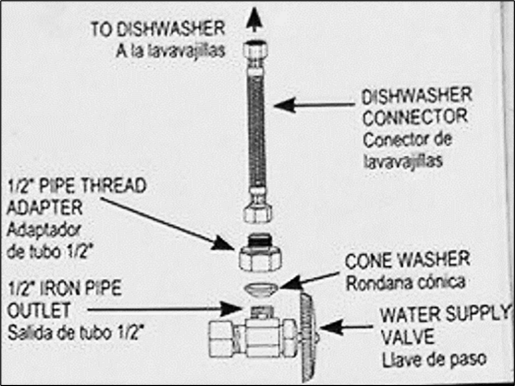 TO DISHWASHER
A la lavavajillas
DISHWASHER
CONNECTOR
Conector de
lavavajillas
1/2" PIPE THREAD
ADAPTER
Adaptador
de tubo 1/2"
CONE WASHER
Rondana cónica
1/2" IRON PIPE
OUTLET
Salida de tubo 1/2"
WATER SUPPLY
VALVE
Llave de paso